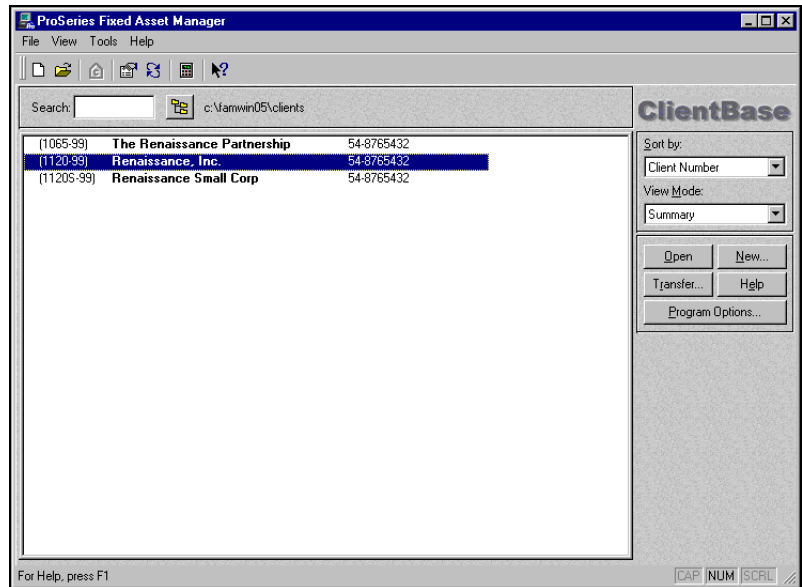 ProSeries Fixed Asset Manager
File View Tools Help
Search: c:\famwin05\clients
ClientBase
(1065-99) The Renaissance Partnership 54-8765432
(1120-99) Renaissance, Inc. 54-8765432
(1120S-99) Renaissance Small Corp 54-8765432
Sort by:
Client Number
View Mode:
Summary
Open New...
Transfer... Help
Program Options...
For Help, press F1
CAP NUM SCRL